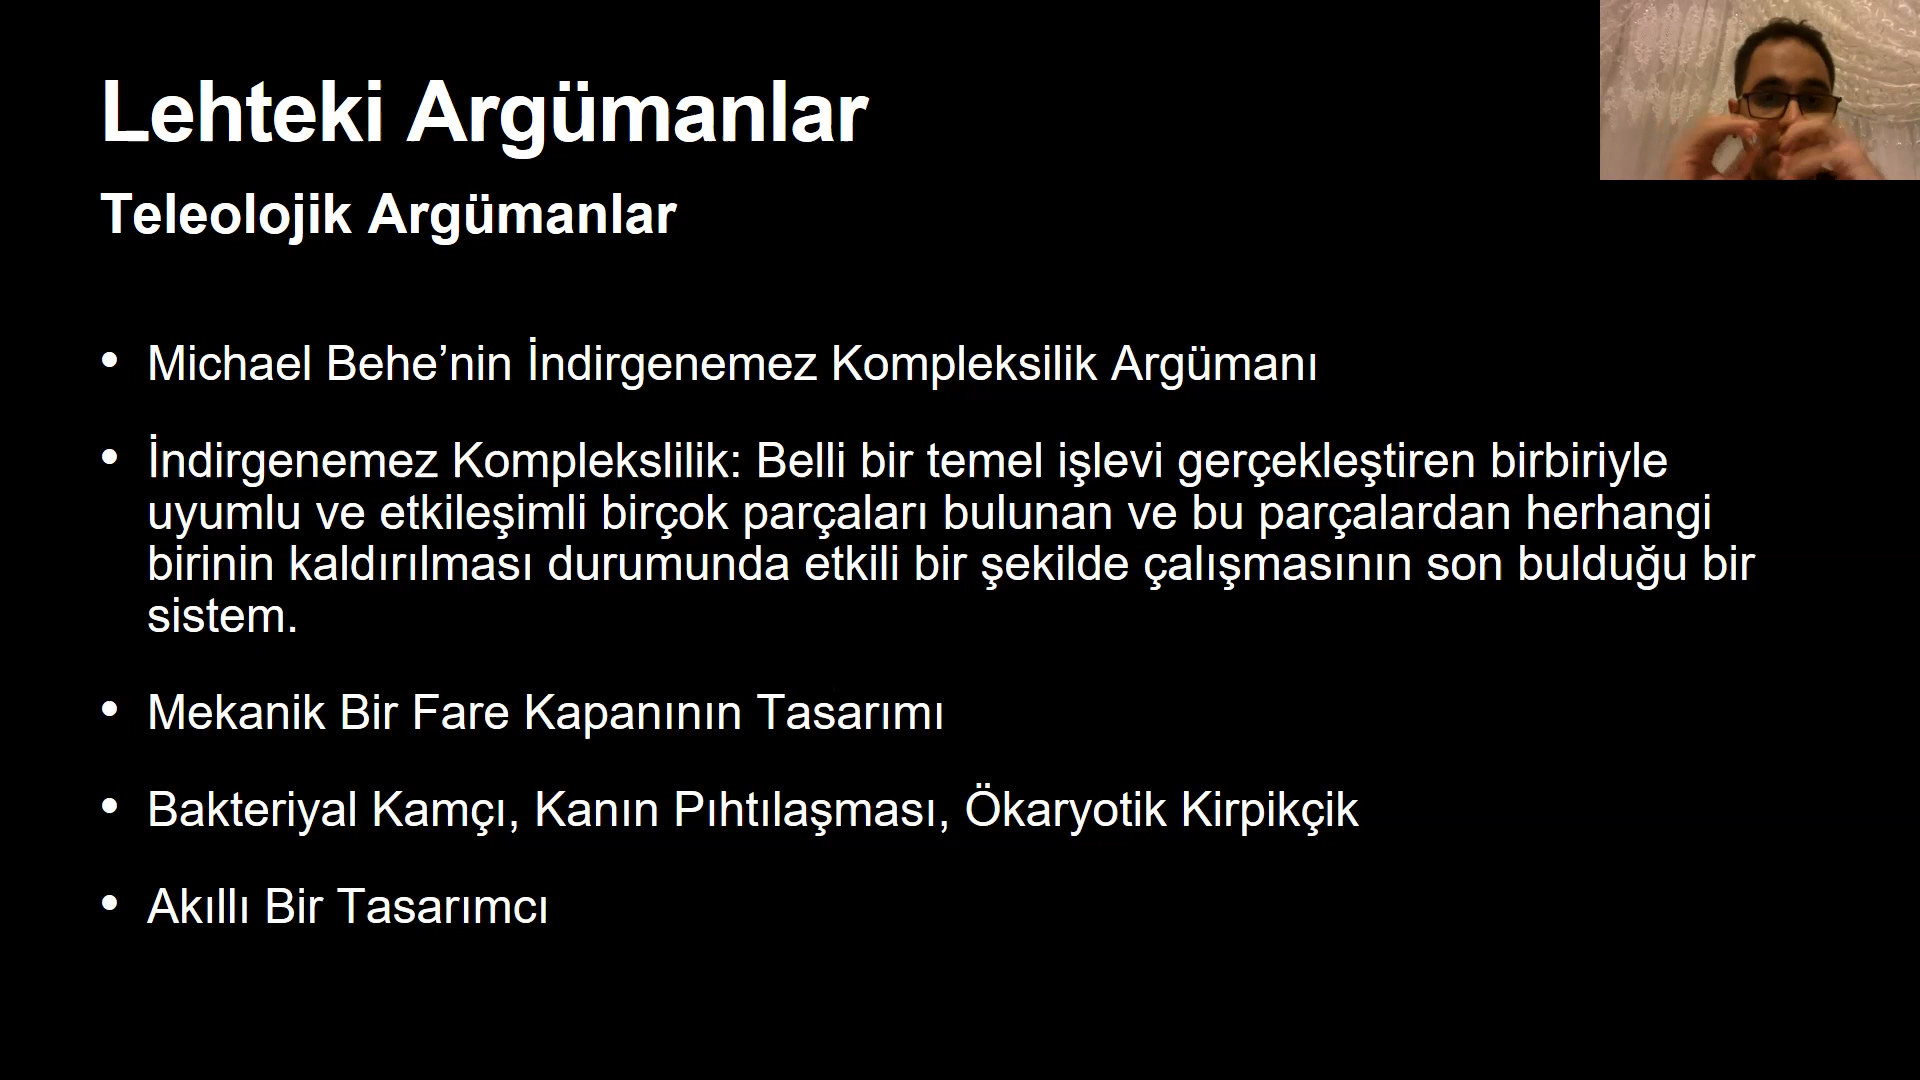 Lehteki Argümanlar
Teleolojik Argümanlar
• Michael Behe’nin İndirgenemez Kompleksilik Argümanı
• İndirgenemez Komplekslilik: Belli bir temel işlevi gerçekleştiren birbiriyle
uyumlu ve etkileşimli birçok parçaları bulunan ve bu parçalardan herhangi
birinin kaldırılması durumunda etkili bir şekilde çalışmasının son bulduğu bir
sistem.
• Mekanik Bir Fare Kapanının Tasarımı
• Bakteriyal Kamçı, Kanın Pıhtılaşması, Ökaryotik Kirpikçik
• Akıllı Bir Tasarımcı